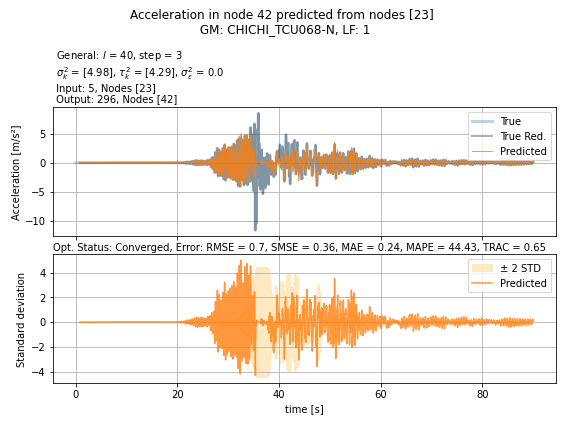 Acceleration in node 42 predicted from nodes [23]
GM: CHICHI_TCU068-N, LF: 1
General: l = 40, step = 3
σ²ₖ = [4.98], τ²ₖ = [4.29], σ²ε = 0.0
Input: 5, Nodes [23]
Output: 296, Nodes [42]
Acceleration [m/s²]
5
0
−5
−10
True
True Red.
Predicted
Opt. Status: Converged, Error: RMSE = 0.7, SMSE = 0.36, MAE = 0.24, MAPE = 44.43, TRAC = 0.65
Standard deviation
4
2
0
−2
−4
± 2 STD
Predicted
0 20 40 60 80
time [s]